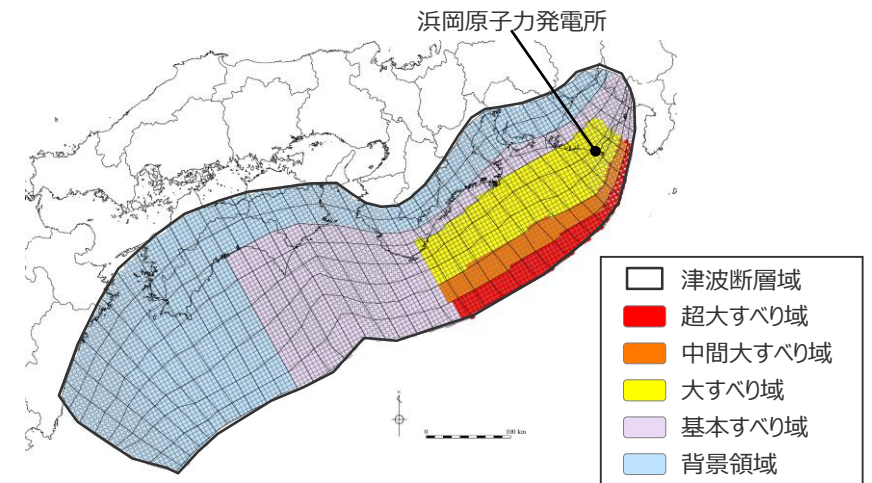 浜岡原子力発電所
0
100 km
津波断層域
超大すべり域
中間大すべり域
大すべり域
基本すべり域
背景領域